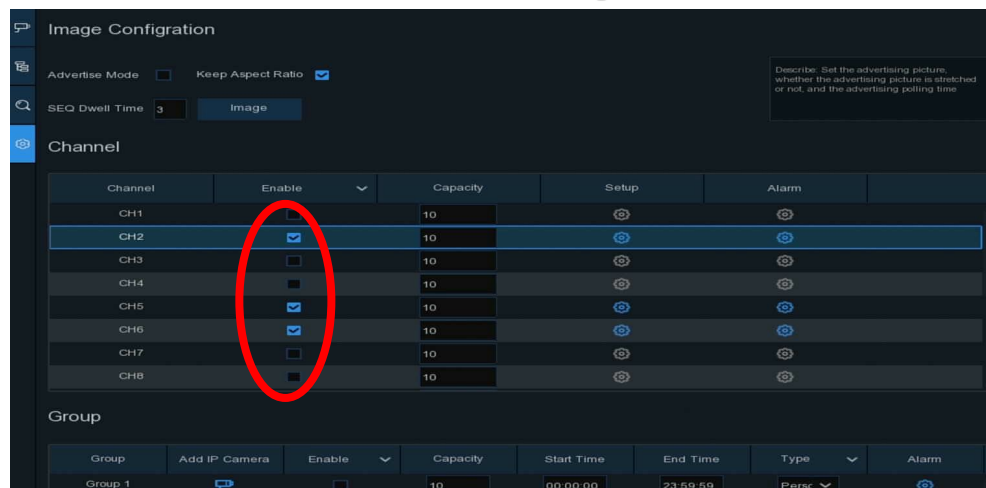 Image Configration
Advertise Mode Keep Aspect Ratio
Describe: Set the advertising picture,
whether the advertising picture is stretched
or not, and the advertising polling time
SEQ Dwell Time 3 Image
Channel
Channel Enable Capacity Setup Alarm
CH1 10
CH2 10
CH3 10
CH4 10
CH5 10
CH6 10
CH7 10
CH8 10
Group
Group Add IP Camera Enable Capacity Start Time End Time Type Alarm
Group 1 10 00:00:00 23:59:59 Persc